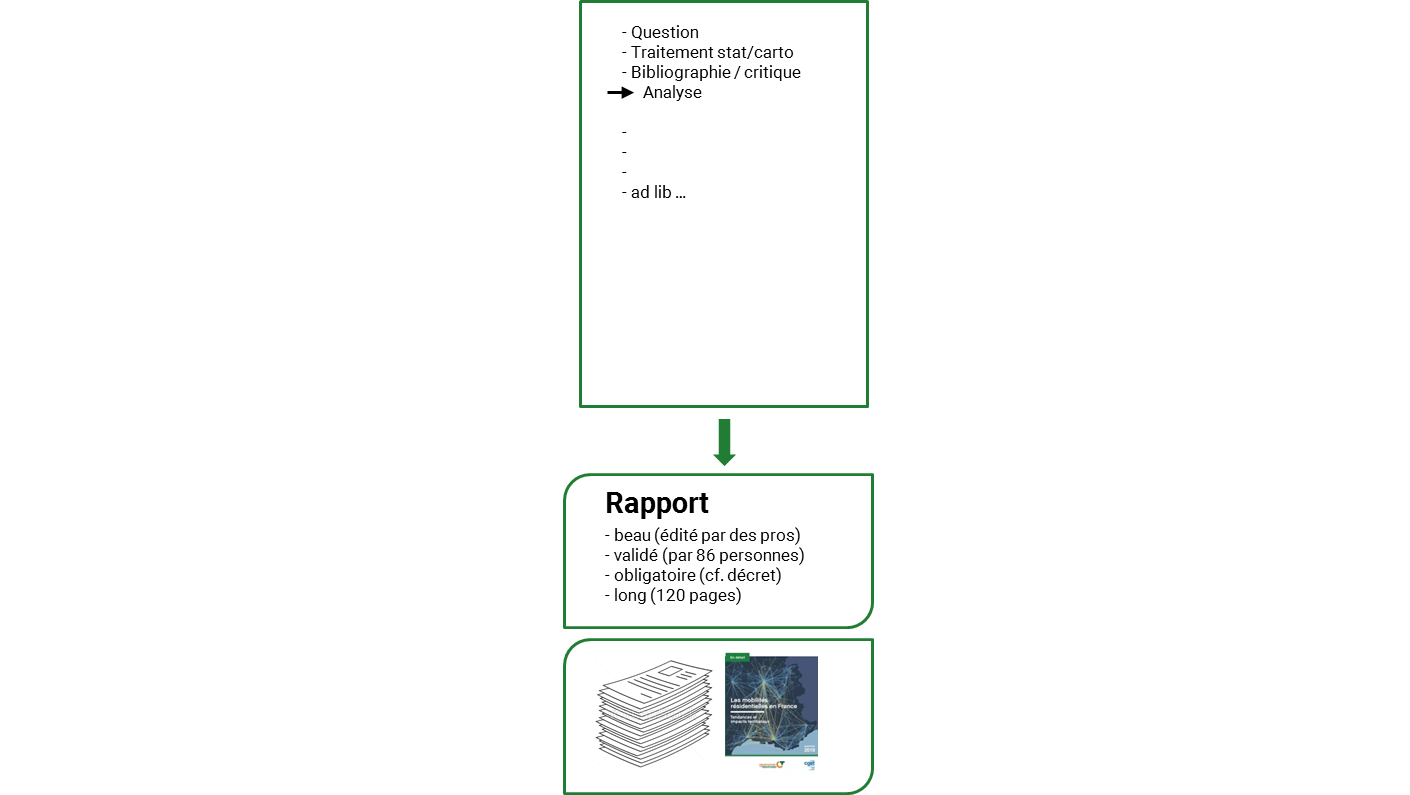 - Question
- Traitement stat/carto
- Bibliographie / critique
Analyse
-
-
-
- ad lib ...
Rapport
- beau (édité par des pros)
- validé (par 86 personnes)
- obligatoire (cf. décret)
- long (120 pages)
En détail
Les mobilités
résidentielles en France
Tendances et
impacts territoriaux
2019
cget